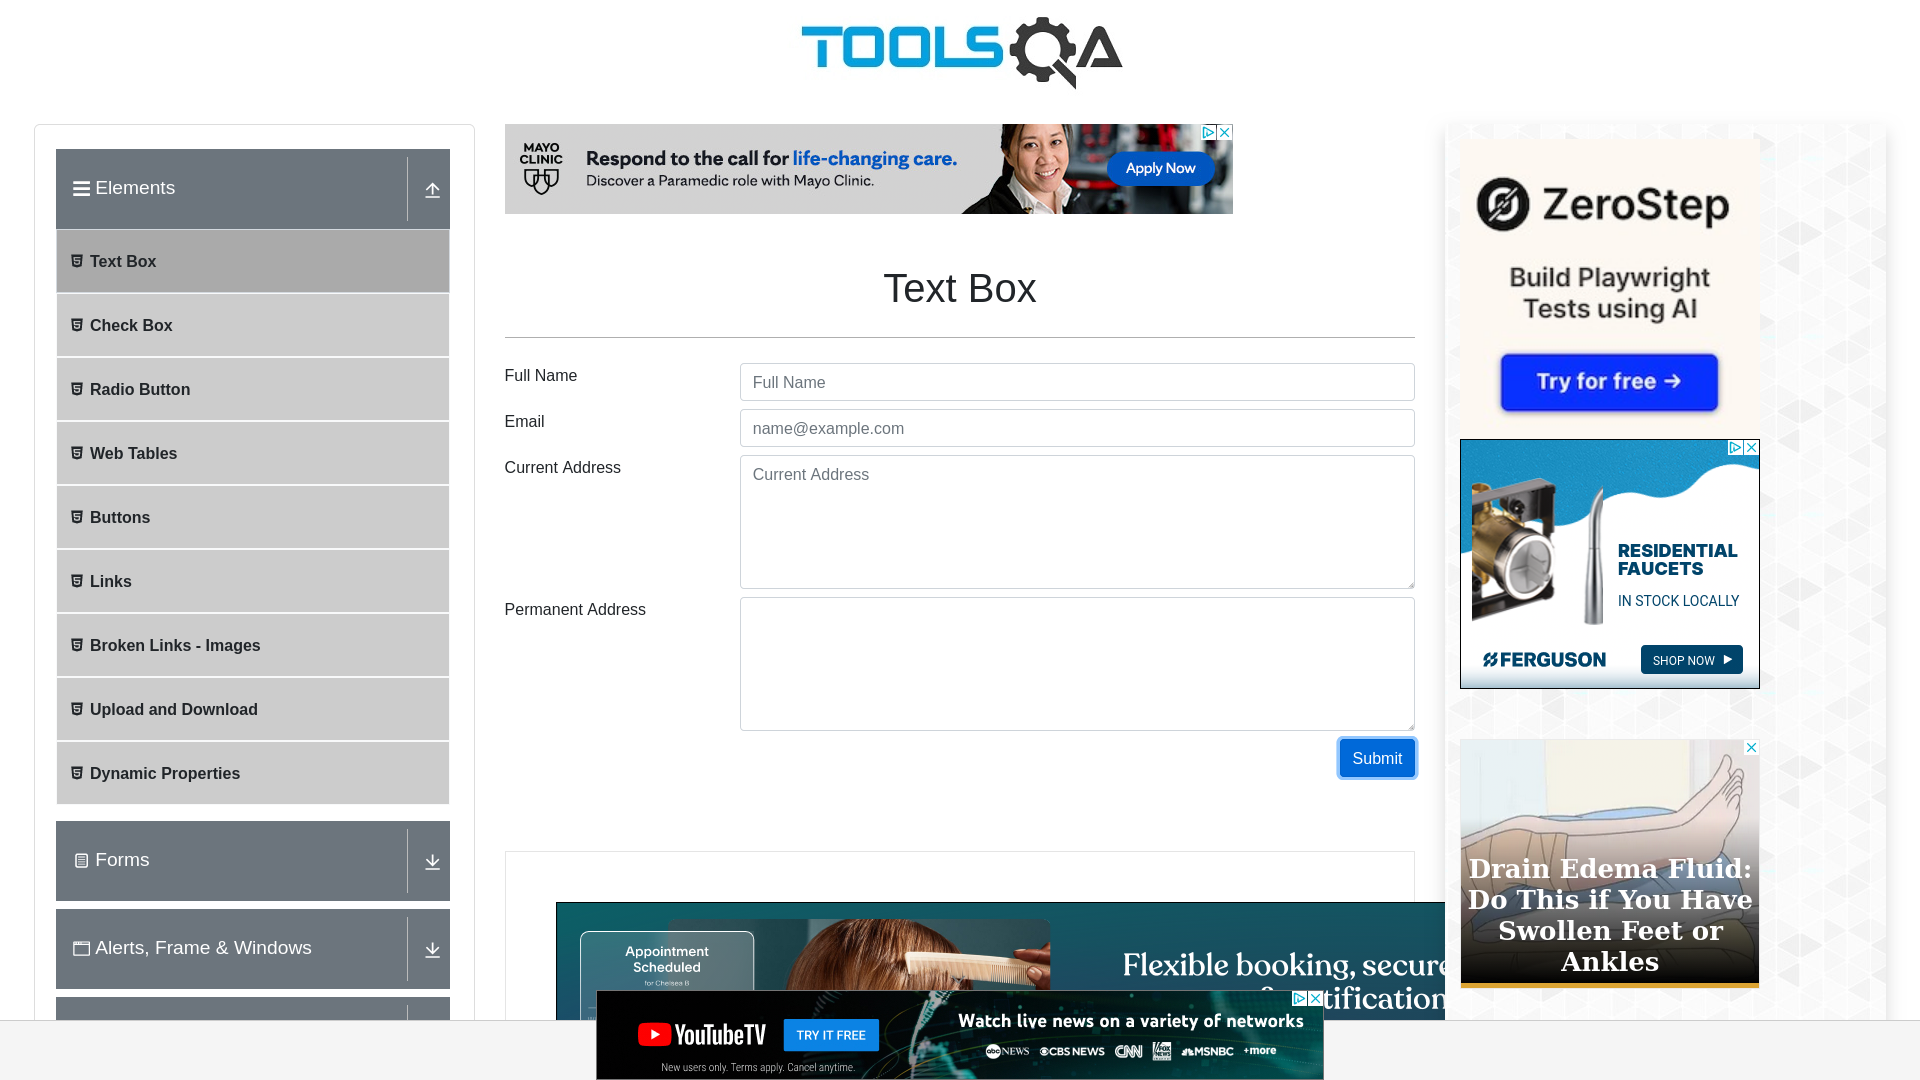 TOOLSQA
Elements
Text Box
Check Box
Radio Button
Web Tables
Buttons
Links
Broken Links - Images
Upload and Download
Dynamic Properties
Forms
Alerts, Frame & Windows
MAYO
CLINIC
Respond to the call for life-changing care.
Discover a Paramedic role with Mayo Clinic.
Apply Now
Text Box
Full Name
Full Name
Email
name@example.com
Current Address
Current Address
Permanent Address
Submit
Appointment
Scheduled
for Chelsea B
Flexible booking, secure
tification
YouTubeTV
TRY IT FREE
New users only. Terms apply. Cancel anytime.
Watch live news on a variety of networks
abc NEWS CBS NEWS CNN FOX NEWS MSNBC +more
ZeroStep
Build Playwright
Tests using AI
Try for free →
RESIDENTIAL
FAUCETS
IN STOCK LOCALLY
FERGUSON
SHOP NOW
Drain Edema Fluid:
Do This if You Have
Swollen Feet or
Ankles